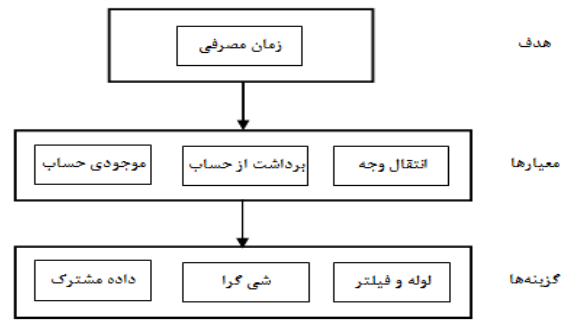 هدف
زمان مصرفی
معیارها
انتقال وجه
برداشت از حساب
موجودی حساب
گزینه‌ها
لوله و فیلتر
شی گرا
داده مشترک